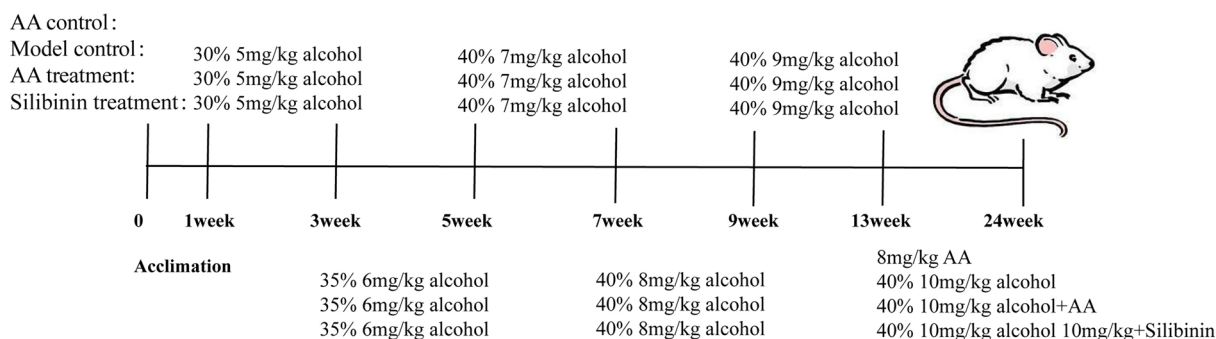 AA control:
Model control:
AA treatment:
Silibinin treatment:
30% 5mg/kg alcohol
30% 5mg/kg alcohol
30% 5mg/kg alcohol
40% 7mg/kg alcohol
40% 7mg/kg alcohol
40% 7mg/kg alcohol
40% 9mg/kg alcohol
40% 9mg/kg alcohol
40% 9mg/kg alcohol
0 1week 3week 5week 7week 9week 13week 24week
Acclimation
35% 6mg/kg alcohol
35% 6mg/kg alcohol
35% 6mg/kg alcohol
40% 8mg/kg alcohol
40% 8mg/kg alcohol
40% 8mg/kg alcohol
8mg/kg AA
40% 10mg/kg alcohol
40% 10mg/kg alcohol+AA
40% 10mg/kg alcohol 10mg/kg+Silibinin